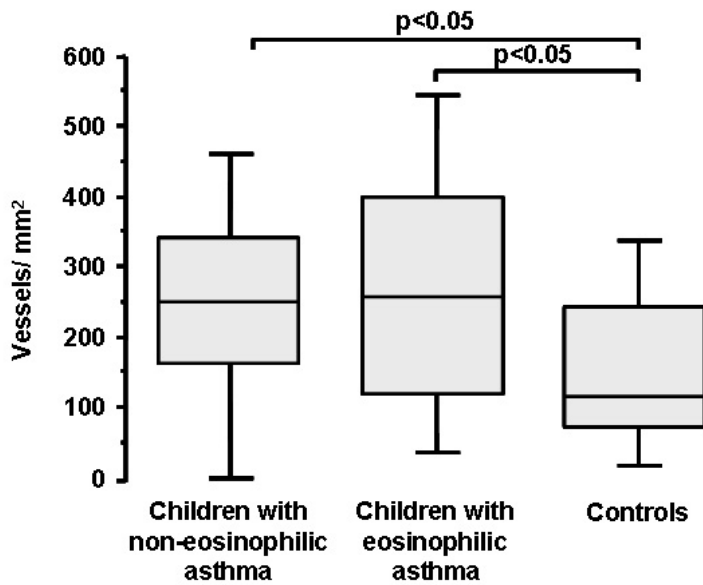 p<0.05
p<0.05
600
500
400
300
200
100
0
Vessels/ mm²
Children with
non-eosinophilic
asthma
Children with
eosinophilic
asthma
Controls